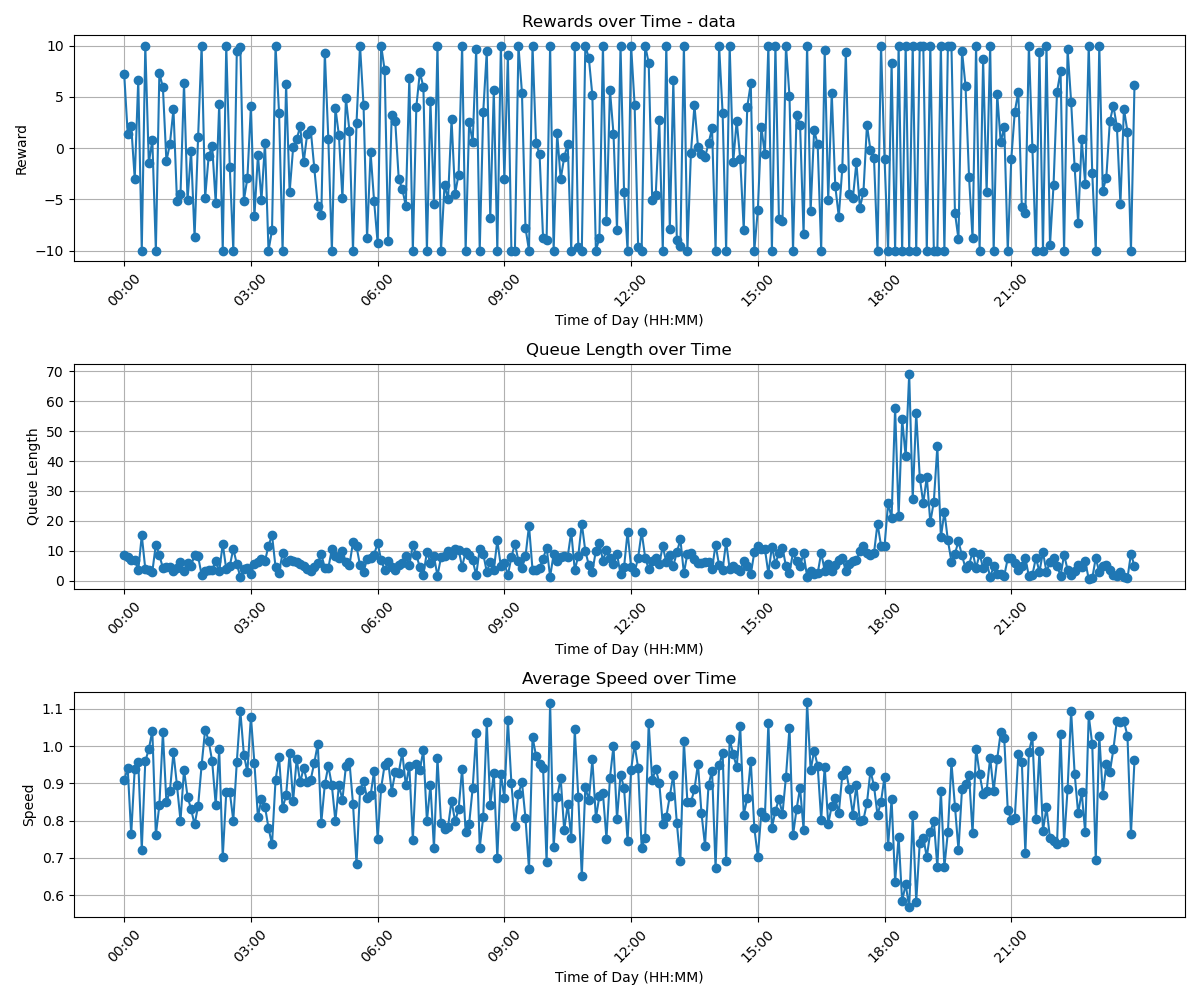 Rewards over Time - data
Reward
10
5
0
−5
−10
00:00 03:00 06:00 09:00 12:00 15:00 18:00 21:00
Time of Day (HH:MM)
Queue Length over Time
Queue Length
70
60
50
40
30
20
10
0
00:00 03:00 06:00 09:00 12:00 15:00 18:00 21:00
Time of Day (HH:MM)
Average Speed over Time
Speed
1.1
1.0
0.9
0.8
0.7
0.6
00:00 03:00 06:00 09:00 12:00 15:00 18:00 21:00
Time of Day (HH:MM)